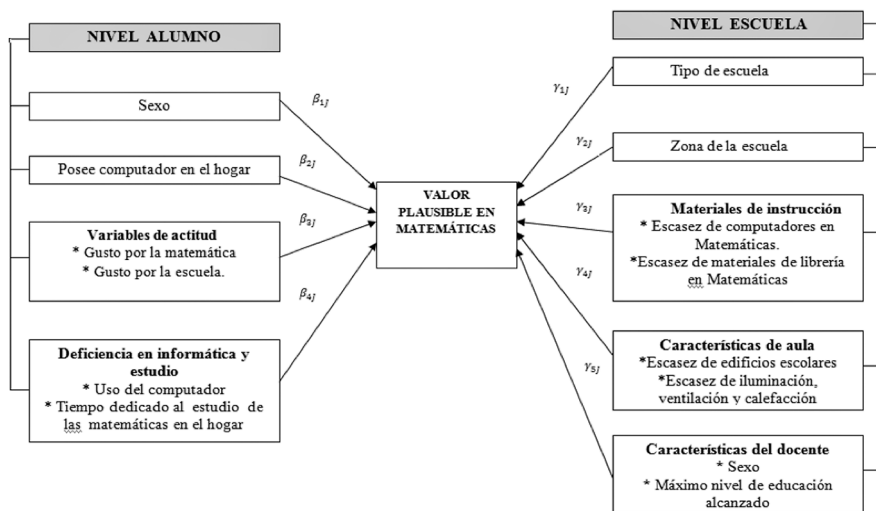 NIVEL ALUMNO
Sexo
Posee computador en el hogar
Variables de actitud
* Gusto por la matemática
* Gusto por la escuela.
Deficiencia en informática y
estudio
* Uso del computador
* Tiempo dedicado al estudio de
las matemáticas en el hogar
β1J
β2J
β3J
β4J
VALOR
PLAUSIBLE EN
MATEMÁTICAS
γ1J
γ2J
γ3J
γ4J
γ5J
NIVEL ESCUELA
Tipo de escuela
Zona de la escuela
Materiales de instrucción
* Escasez de computadores en
Matemáticas.
*Escasez de materiales de librería
en Matemáticas
Características de aula
*Escasez de edificios escolares
*Escasez de iluminación,
ventilación y calefacción
Características del docente
* Sexo
* Máximo nivel de educación
alcanzado